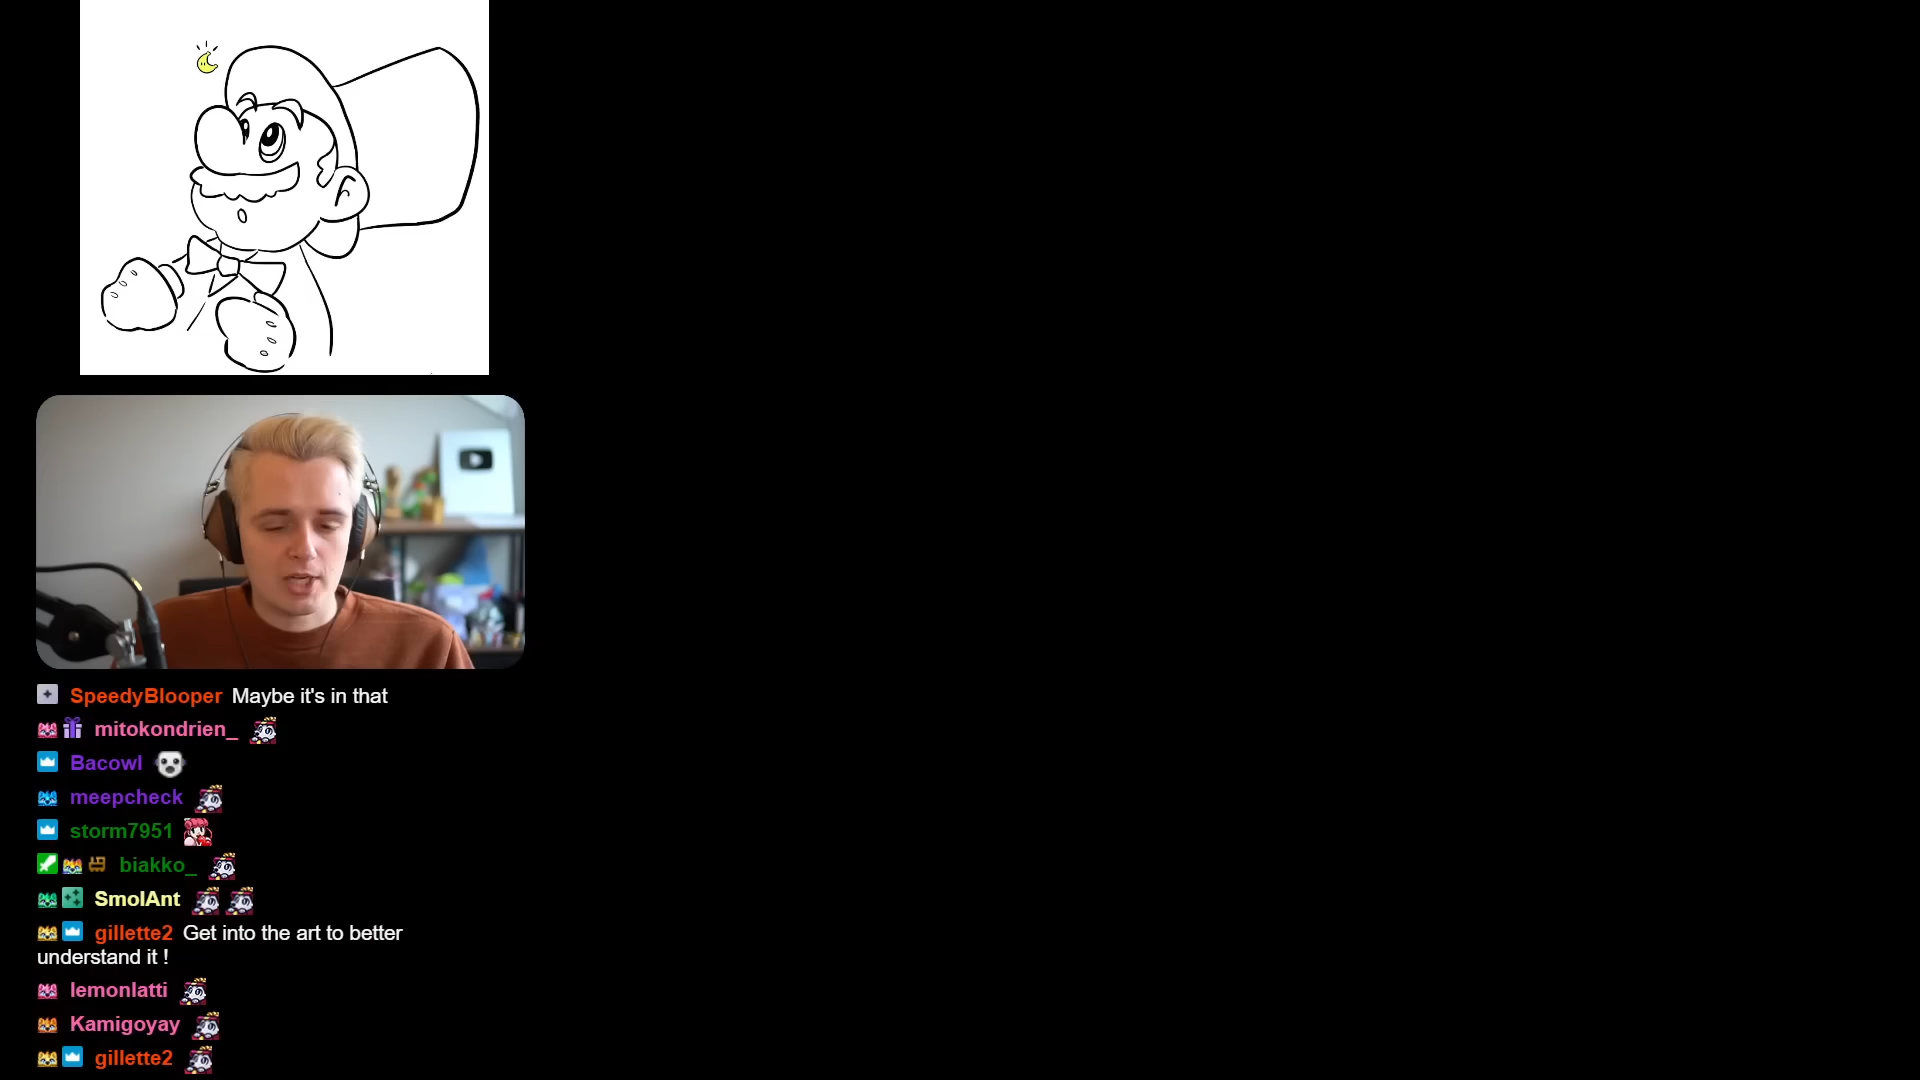 SpeedyBlooper Maybe it's in that
mitokondrien_
Bacowl
meepcheck
storm7951
biakko_
SmolAnt
gillette2 Get into the art to better
understand it !
lemonlatti
Kamigoyay
gillette2